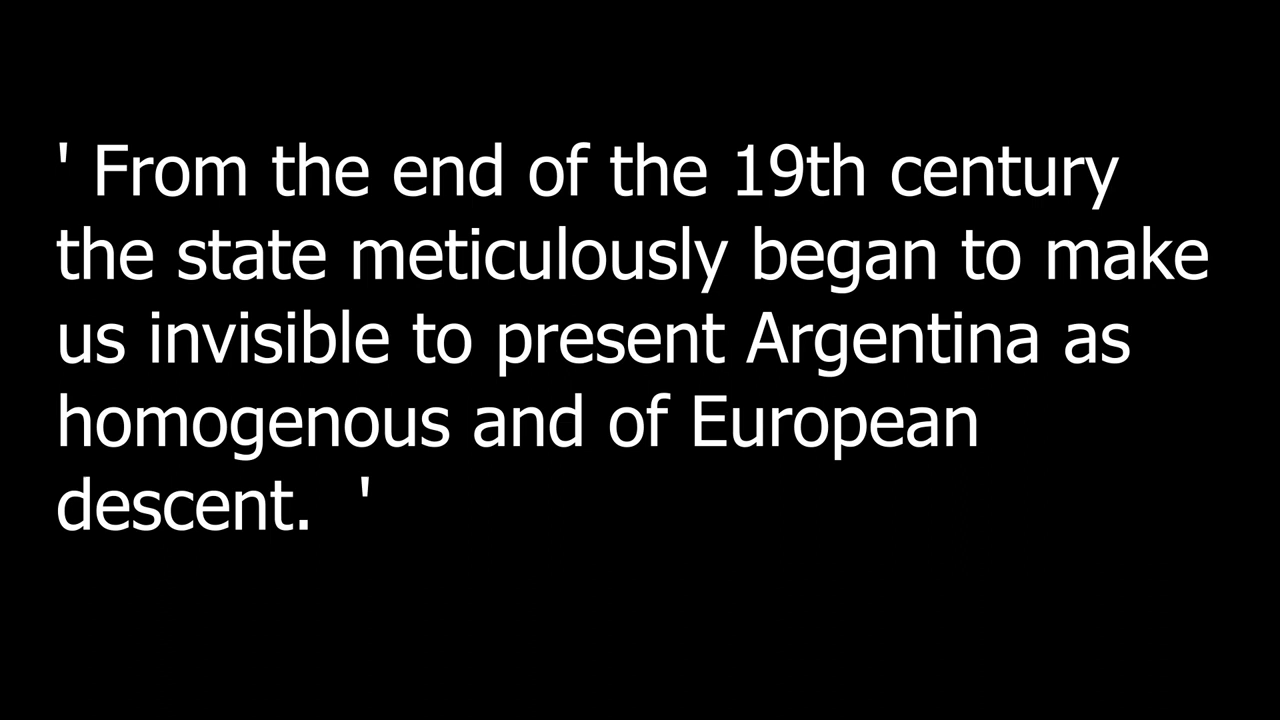 ' From the end of the 19th century
the state meticulously began to make
us invisible to present Argentina as
homogenous and of European
descent.  '